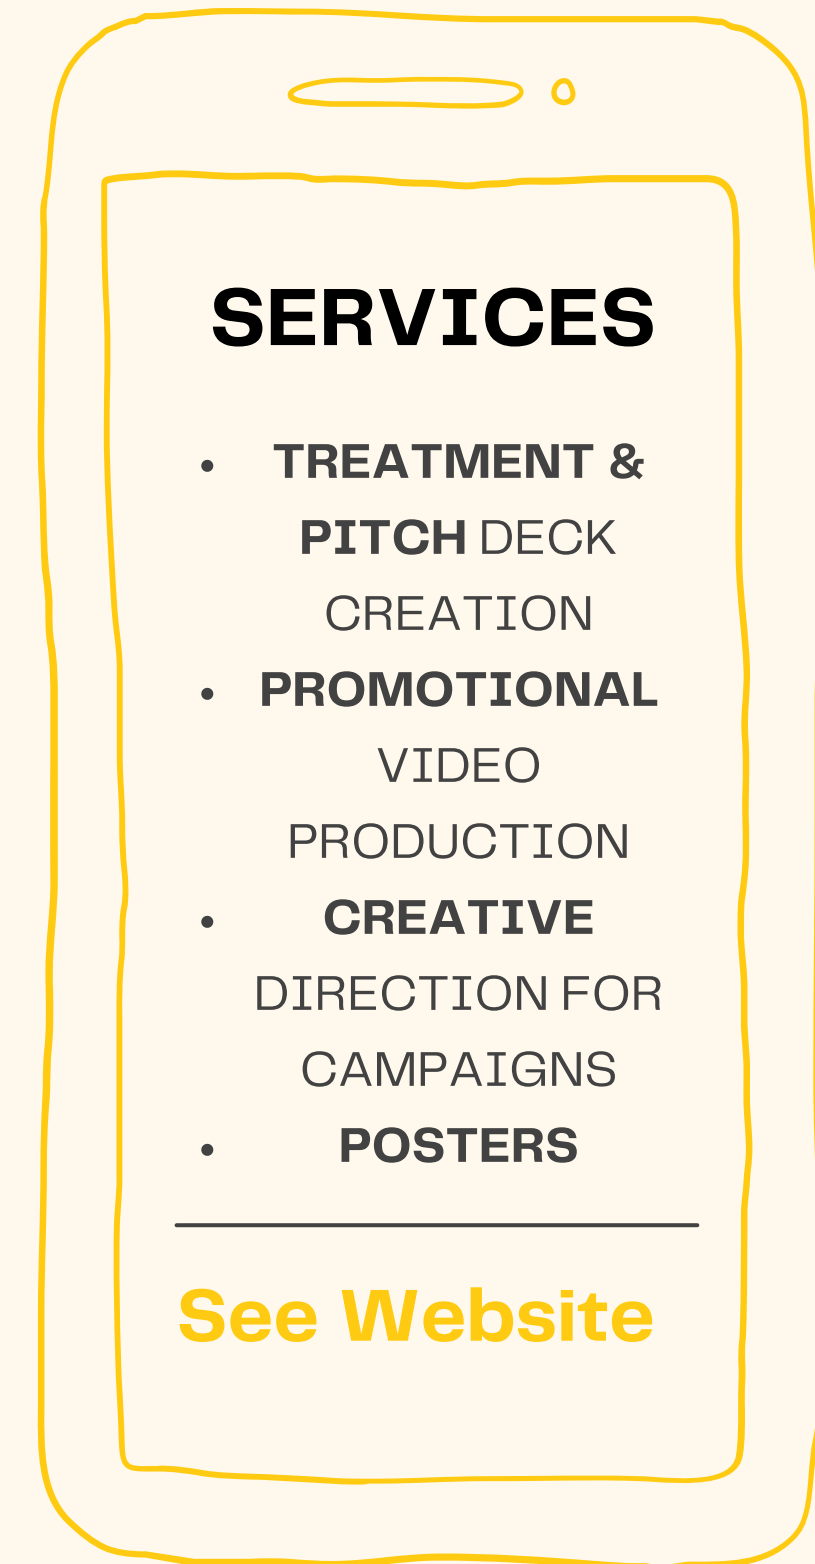 SERVICES
• TREATMENT &
PITCH DECK
CREATION
• PROMOTIONAL
VIDEO
PRODUCTION
• CREATIVE
DIRECTION FOR
CAMPAIGNS
• POSTERS
See Website